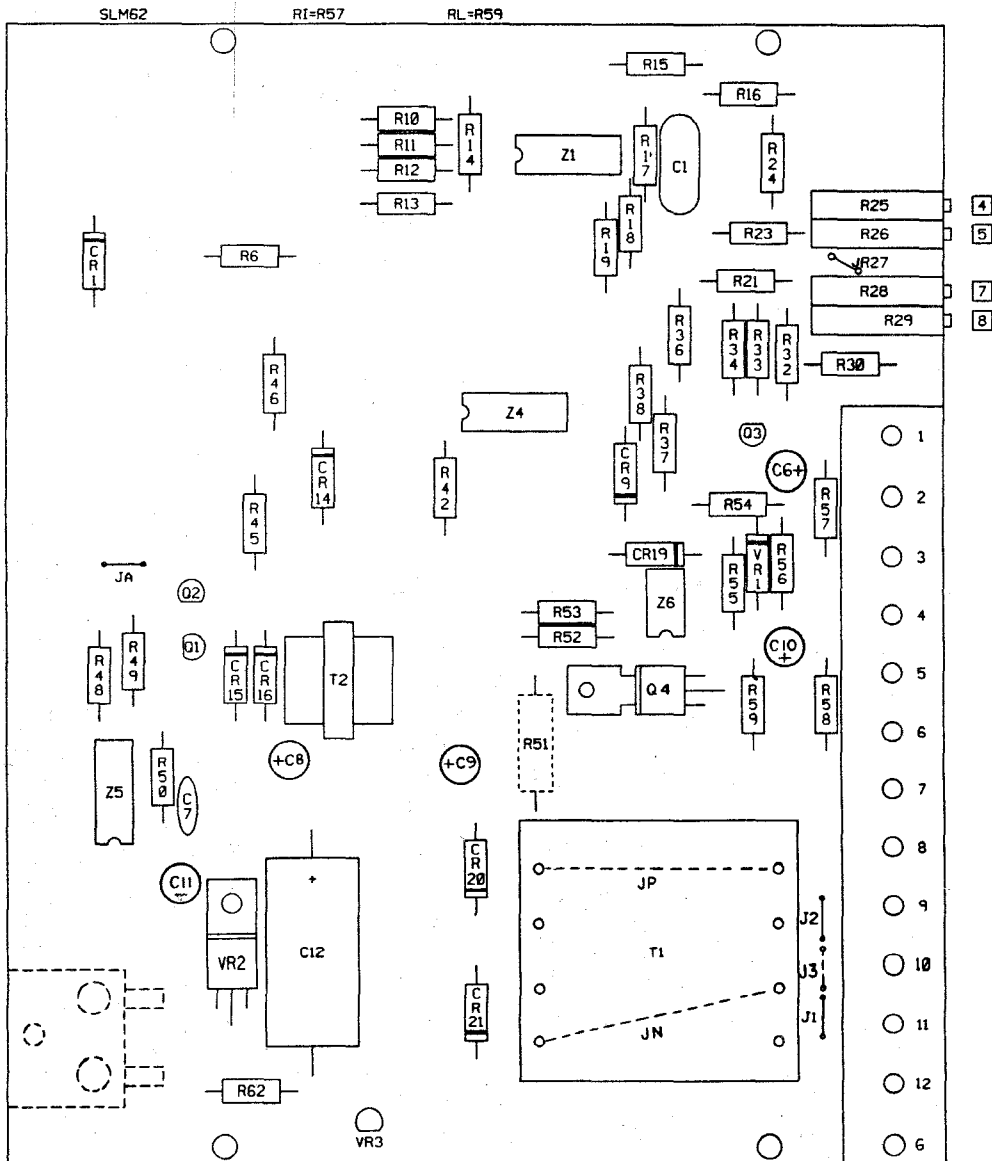 SLM62 RI=R57 RL=R59
R15
R16
R10
R11
R12
R13
R14
Z1
R17
C1
R24
R18
R19
R25 4
R26 5
JR27
R28 7
R29 8
R23
R21
CR1
R6
R36
R34
R33
R32
R30
R46
R38
R37
Z4
Q3
1
CR14
R42
CR9
C6+
2
R45
R54
R57
3
JA
CR19
VR1
R56
R55
Q2
Z6
R53
R52
4
Q1
C10
+
R48
R49
CR15
CR16
T2
Q4
R59
R58
5
6
R51
+C8
+C9
7
Z5
R50
C7
8
C11
-
+
CR20
JP
9
J2
VR2
C12
T1
10
J3
CR21
JN
J1
11
R62
12
VR3
G